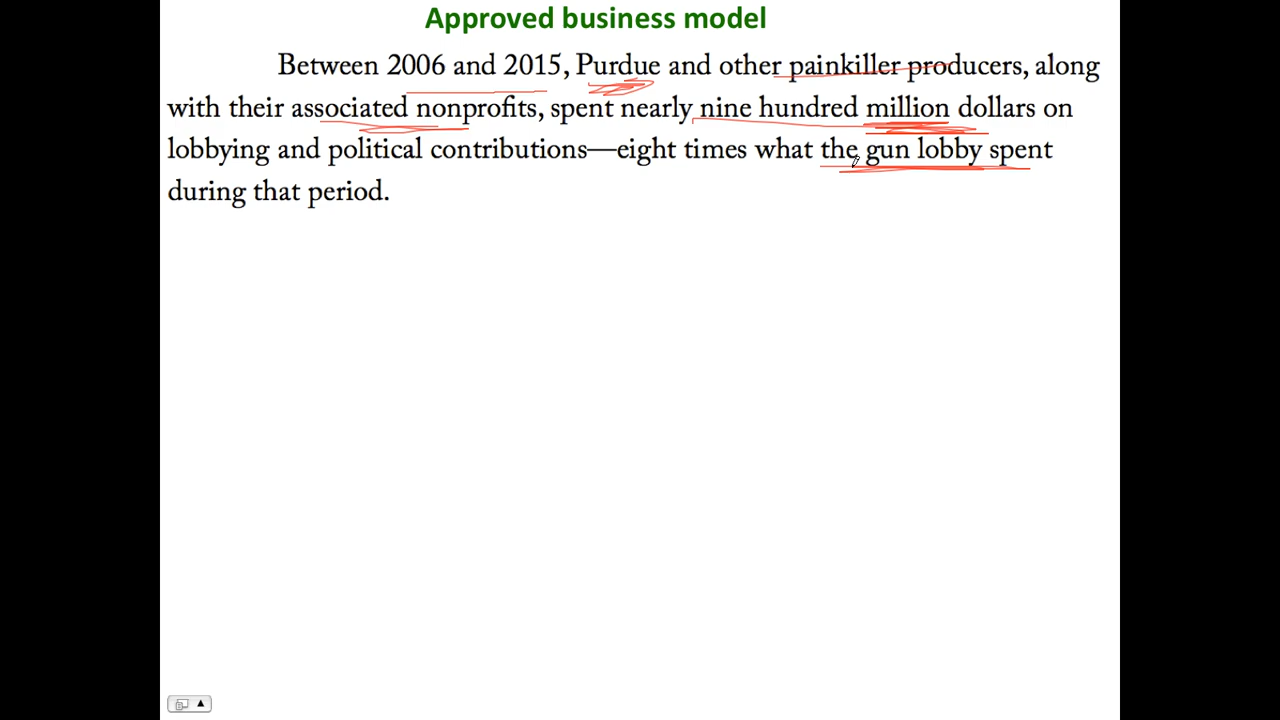 Approved business model
Between 2006 and 2015, Purdue and other painkiller producers, along
with their associated nonprofits, spent nearly nine hundred million dollars on
lobbying and political contributions—eight times what the gun lobby spent
during that period.